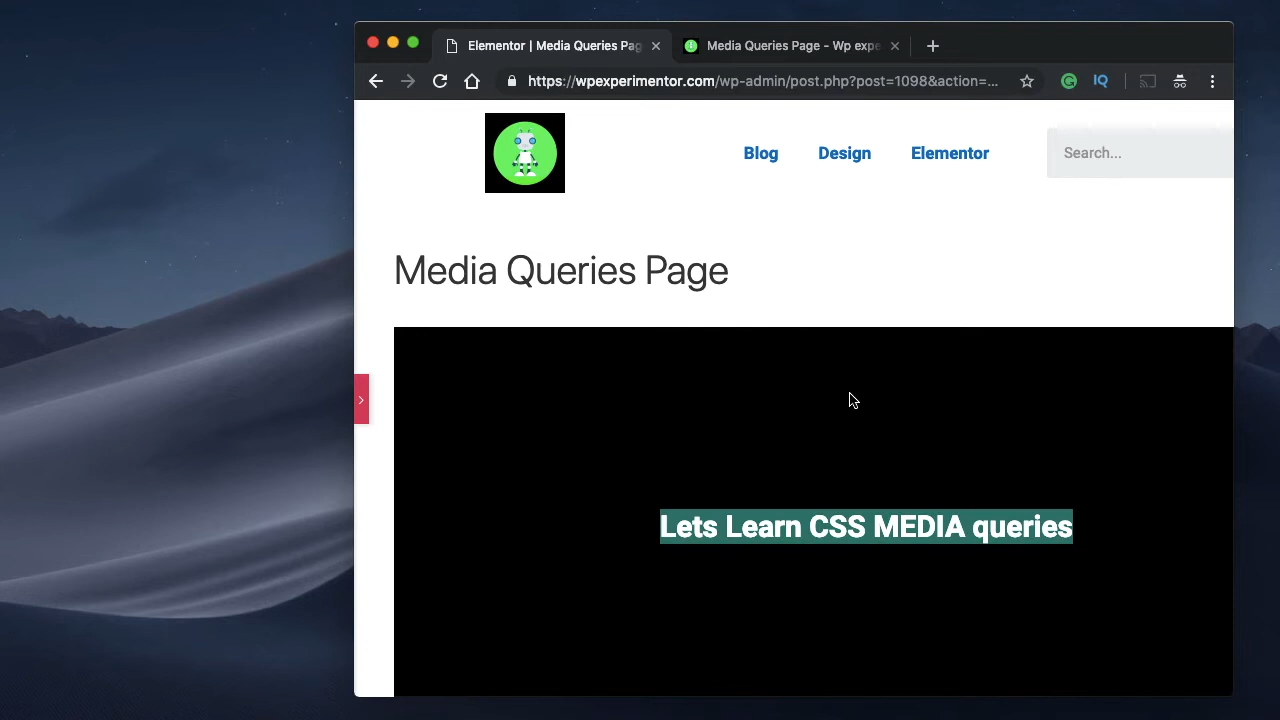 Elementor | Media Queries Pag
Media Queries Page - Wp expe
https://wpexperimentor.com/wp-admin/post.php?post=1098&action=...
IQ
Blog
Design
Elementor
Search...
Media Queries Page
Lets Learn CSS MEDIA queries